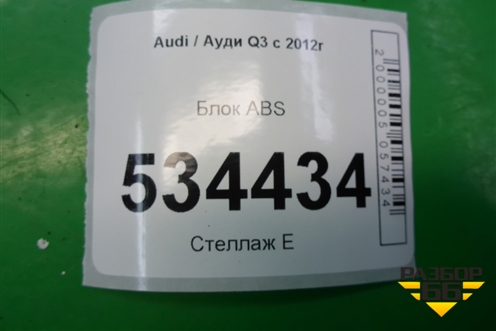 Audi / Ауди Q3 с 2012г
Блок ABS
534434
Стеллаж Е
2000005057434
РАЗБОР
66